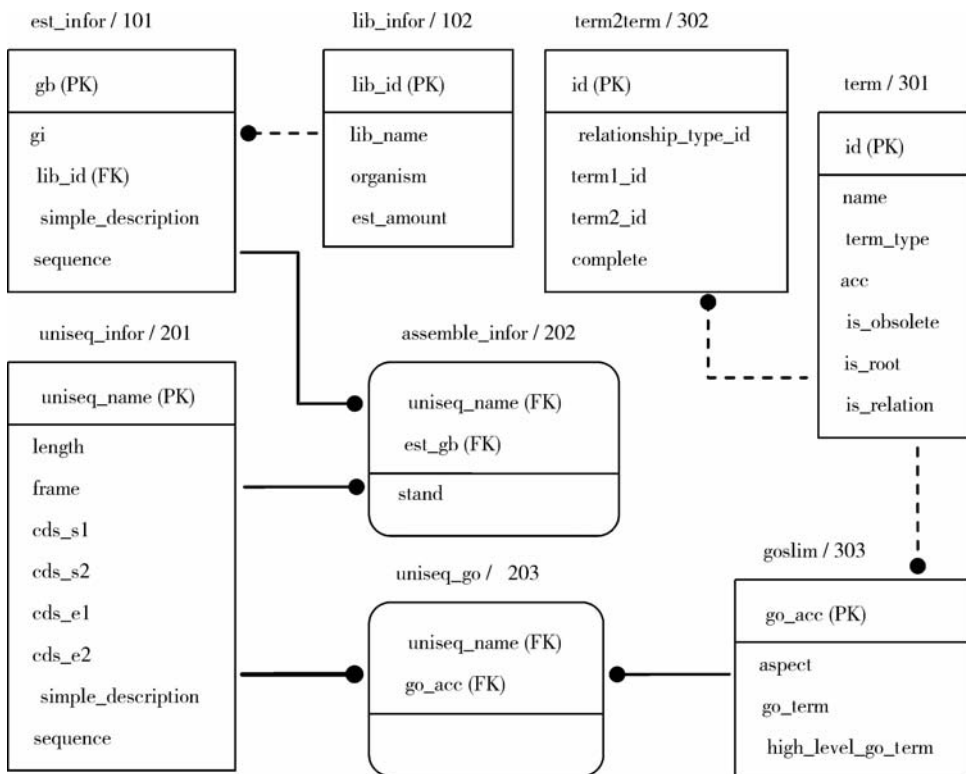 est_infor / 101
gb (PK)
gi
lib_id (FK)
simple_description
sequence
lib_infor / 102
lib_id (PK)
lib_name
organism
est_amount
term2term / 302
id (PK)
relationship_type_id
term1_id
term2_id
complete
term / 301
id (PK)
name
term_type
acc
is_obsolete
is_root
is_relation
uniseq_infor / 201
uniseq_name (PK)
length
frame
cds_s1
cds_s2
cds_e1
cds_e2
simple_description
sequence
assemble_infor / 202
uniseq_name (FK)
est_gb (FK)
stand
uniseq_go / 203
uniseq_name (FK)
go_acc (FK)
goslim / 303
go_acc (PK)
aspect
go_term
high_level_go_term